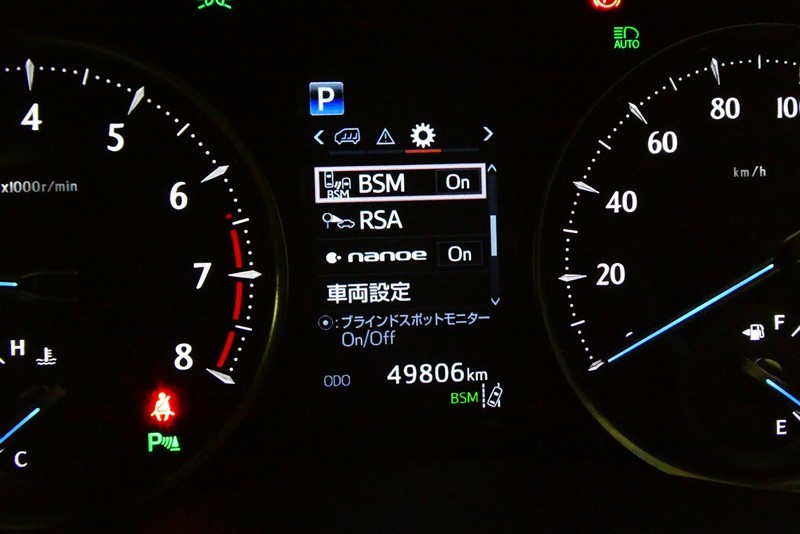 AUTO
P
4
5
6
7
8
x1000r/min
H
C
P
BSM
BSM On
RSA
nanoe On
車両設定
:ブラインドスポットモニター
On/Off
ODO 49806km
BSM
20
40
60
80
100
km/h
F
E